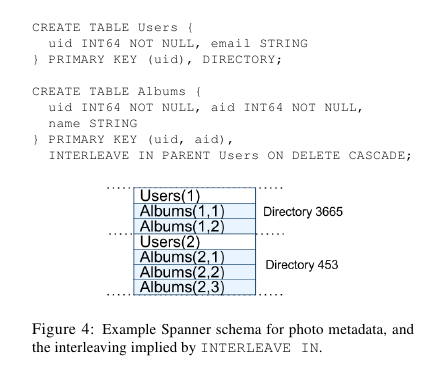 CREATE TABLE Users {
uid INT64 NOT NULL, email STRING
} PRIMARY KEY (uid), DIRECTORY;
CREATE TABLE Albums {
uid INT64 NOT NULL, aid INT64 NOT NULL,
name STRING
} PRIMARY KEY (uid, aid),
INTERLEAVE IN PARENT Users ON DELETE CASCADE;
Users(1)
Albums(1,1)
Albums(1,2)
Directory 3665
Users(2)
Albums(2,1)
Albums(2,2)
Albums(2,3)
Directory 453
Figure 4: Example Spanner schema for photo metadata, and
the interleaving implied by INTERLEAVE IN.